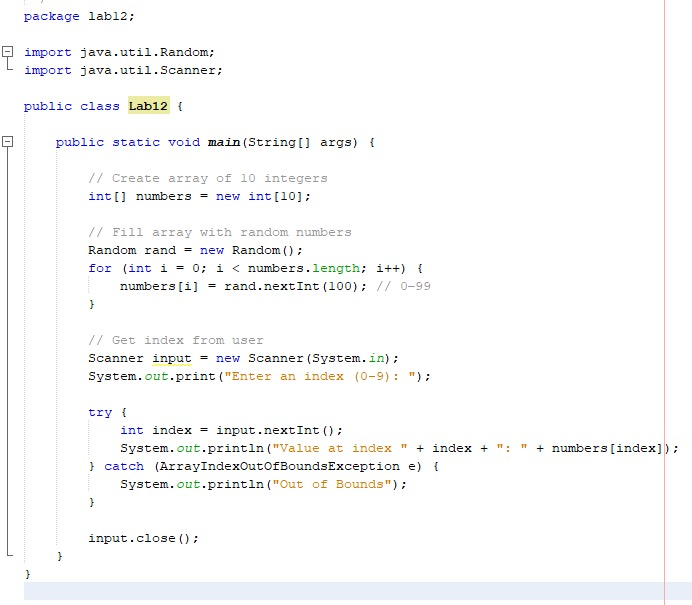 package lab12;
import java.util.Random;
import java.util.Scanner;
public class Lab12 {
public static void main(String[] args) {
// Create array of 10 integers
int[] numbers = new int[10];
// Fill array with random numbers
Random rand = new Random();
for (int i = 0; i < numbers.length; i++) {
numbers[i] = rand.nextInt(100); // 0-99
}
// Get index from user
Scanner input = new Scanner(System.in);
System.out.print("Enter an index (0-9): ");
try {
int index = input.nextInt();
System.out.println("Value at index " + index + ": " + numbers[index]);
} catch (ArrayIndexOutOfBoundsException e) {
System.out.println("Out of Bounds");
}
input.close();
}
}